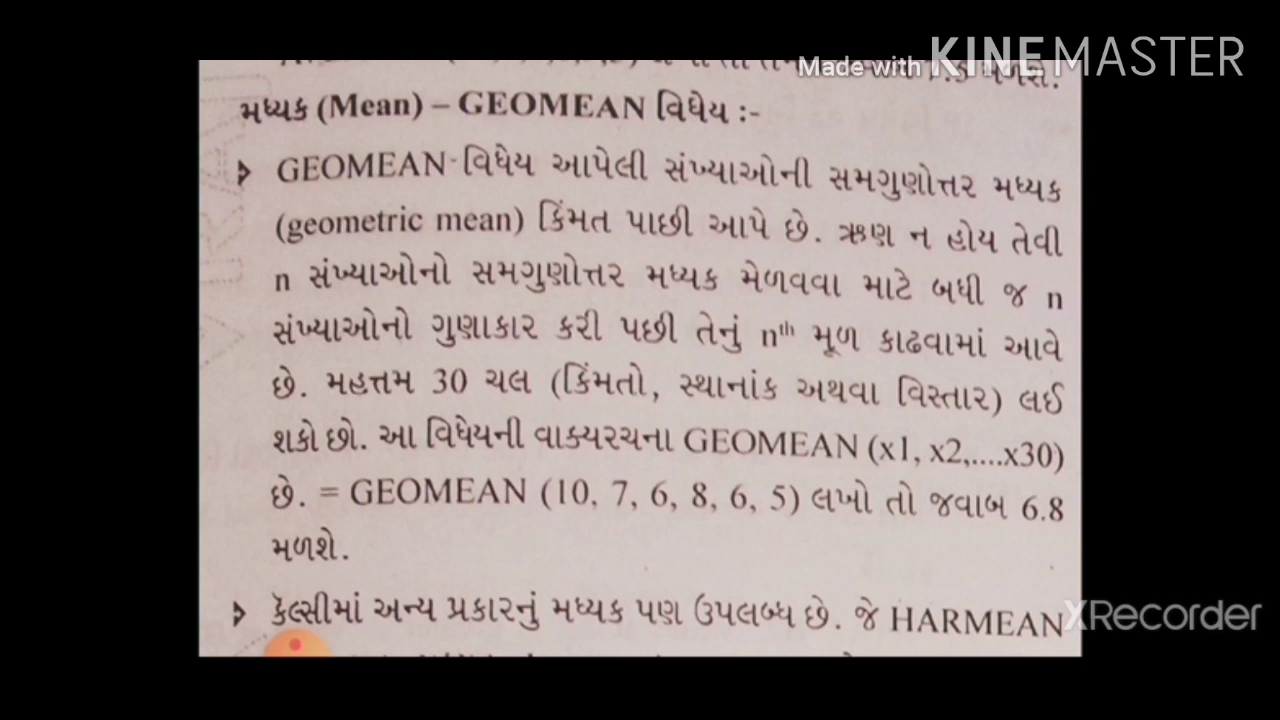 Made with KINEMASTER
મધ્યક (Mean) – GEOMEAN વિધેય :-
GEOMEAN વિધેય આપેલી સંખ્યાઓની સમગુણોત્તર મધ્યક
(geometric mean) કિંમત પાછી આપે છે. ઋણ ન હોય તેવી
n સંખ્યાઓનો સમગુણોત્તર મધ્યક મેળવવા માટે બધી જ n
સંખ્યાઓનો ગુણાકાર કરી પછી તેનું nth મૂળ કાઢવામાં આવે
છે. મહત્તમ 30 ચલ (કિંમતો, સ્થાનાંક અથવા વિસ્તાર) લઈ
શકો છો. આ વિધેયની વાક્યરચના GEOMEAN (x1, x2,....x30)
છે. = GEOMEAN (10, 7, 6, 8, 6, 5) લખો તો જવાબ 6.8
મળશે.
કેલ્સીમાં અન્ય પ્રકારનું મધ્યક પણ ઉપલબ્ધ છે. જે HARMEAN
XRecorder